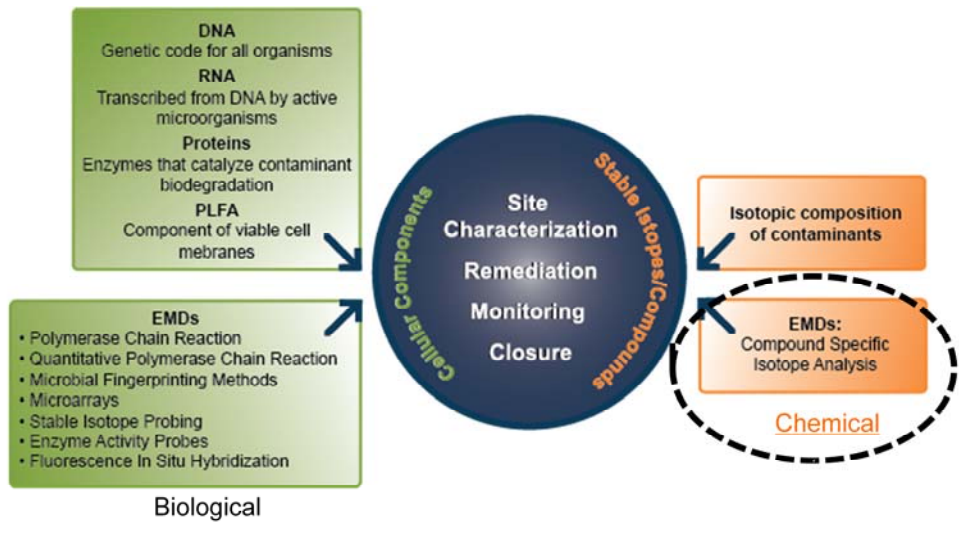 DNA
Genetic code for all organisms
RNA
Transcribed from DNA by active
microorganisms
Proteins
Enzymes that catalyze contaminant
biodegradation
PLFA
Component of viable cell
mebranes
EMDs
• Polymerase Chain Reaction
• Quantitative Polymerase Chain Reaction
• Microbial Fingerprinting Methods
• Microarrays
• Stable Isotope Probing
• Enzyme Activity Probes
• Fluorescence In Situ Hybridization
Biological
Cellular Components
Site
Characterization
Remediation
Monitoring
Closure
Stable Istopes/Compounds
Isotopic composition
of contaminants
EMDs:
Compound Specific
Isotope Analysis
Chemical